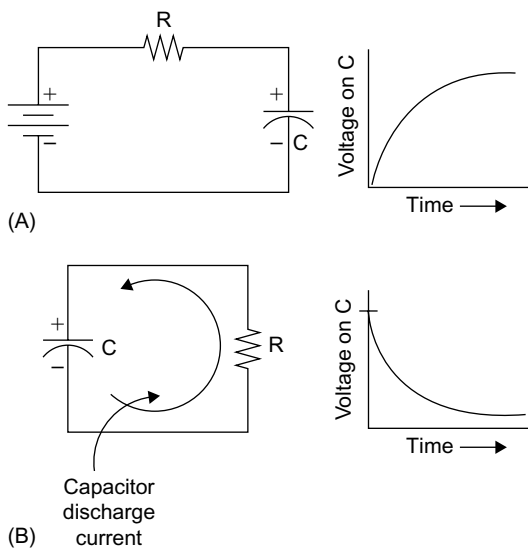 R
+
−
+
−
C
Voltage on C
Time
(A)
+
−
C
R
Voltage on C
Time
Capacitor
discharge
current
(B)